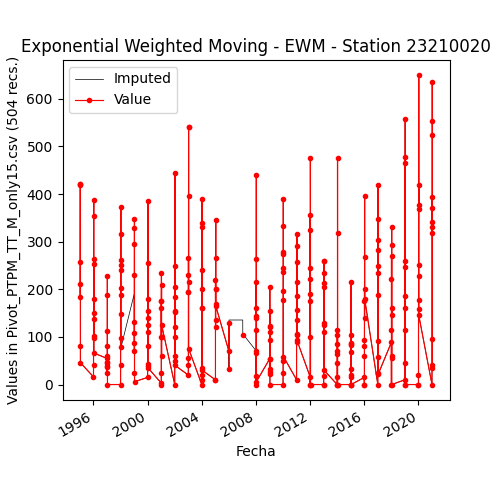 Exponential Weighted Moving - EWM - Station 23210020
Imputed
Value
Values in Pivot_PTPM_TT_M_only15.csv (504 recs.)
600
500
400
300
200
100
0
1996
2000
2004
2008
2012
2016
2020
Fecha